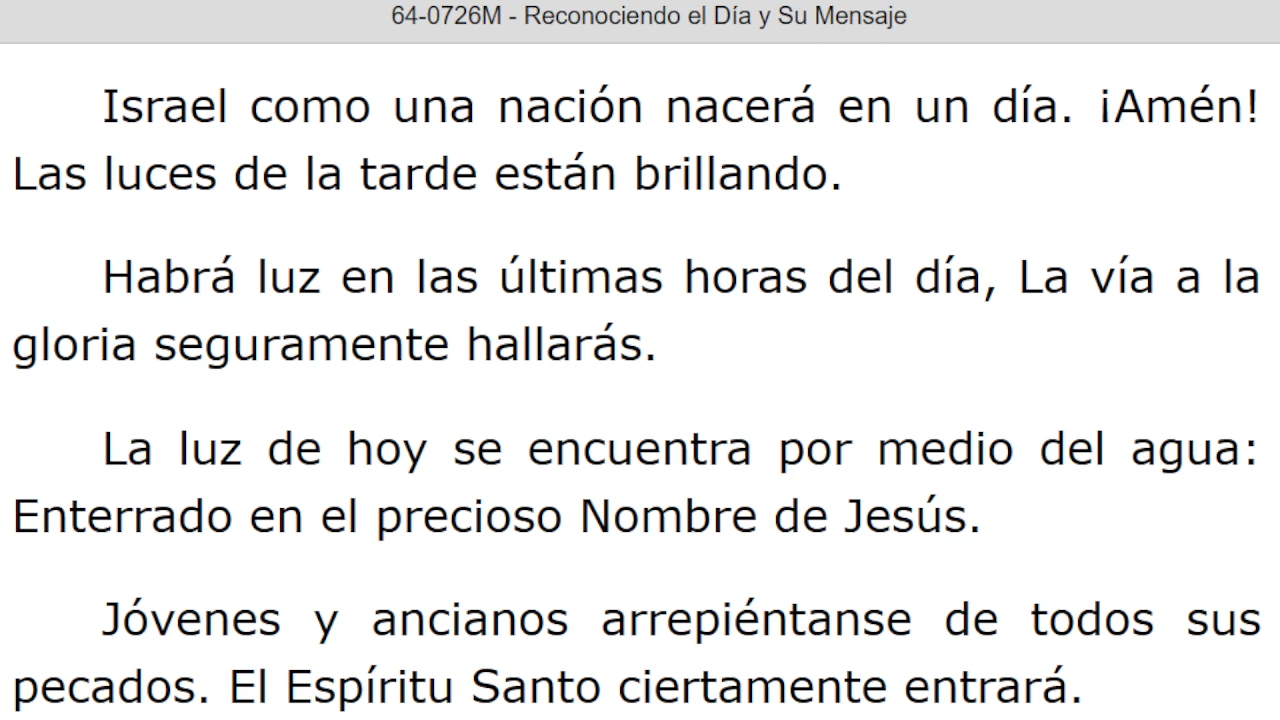 64-0726M - Reconociendo el Día y Su Mensaje
Israel como una nación nacerá en un día. ¡Amén!
Las luces de la tarde están brillando.
Habrá luz en las últimas horas del día, La vía a la
gloria seguramente hallarás.
La luz de hoy se encuentra por medio del agua:
Enterrado en el precioso Nombre de Jesús.
Jóvenes y ancianos arrepiéntanse de todos sus
pecados. El Espíritu Santo ciertamente entrará.